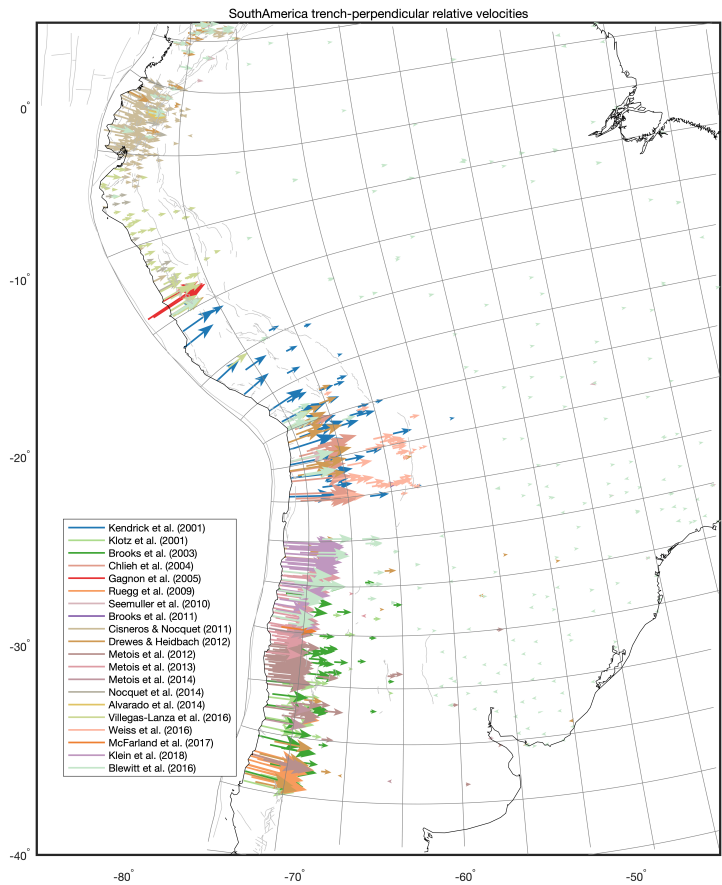 SouthAmerica trench-perpendicular relative velocities
0°
-10°
-20°
-30°
-40°
Kendrick et al. (2001)
Klotz et al. (2001)
Brooks et al. (2003)
Chlieh et al. (2004)
Gagnon et al. (2005)
Ruegg et al. (2009)
Seemuller et al. (2010)
Brooks et al. (2011)
Cisneros & Nocquet (2011)
Drewes & Heidbach (2012)
Metois et al. (2012)
Metois et al. (2013)
Metois et al. (2014)
Nocquet et al. (2014)
Alvarado et al. (2014)
Villegas-Lanza et al. (2016)
Weiss et al. (2016)
McFarland et al. (2017)
Klein et al. (2018)
Blewitt et al. (2016)
-80° -70° -60° -50°